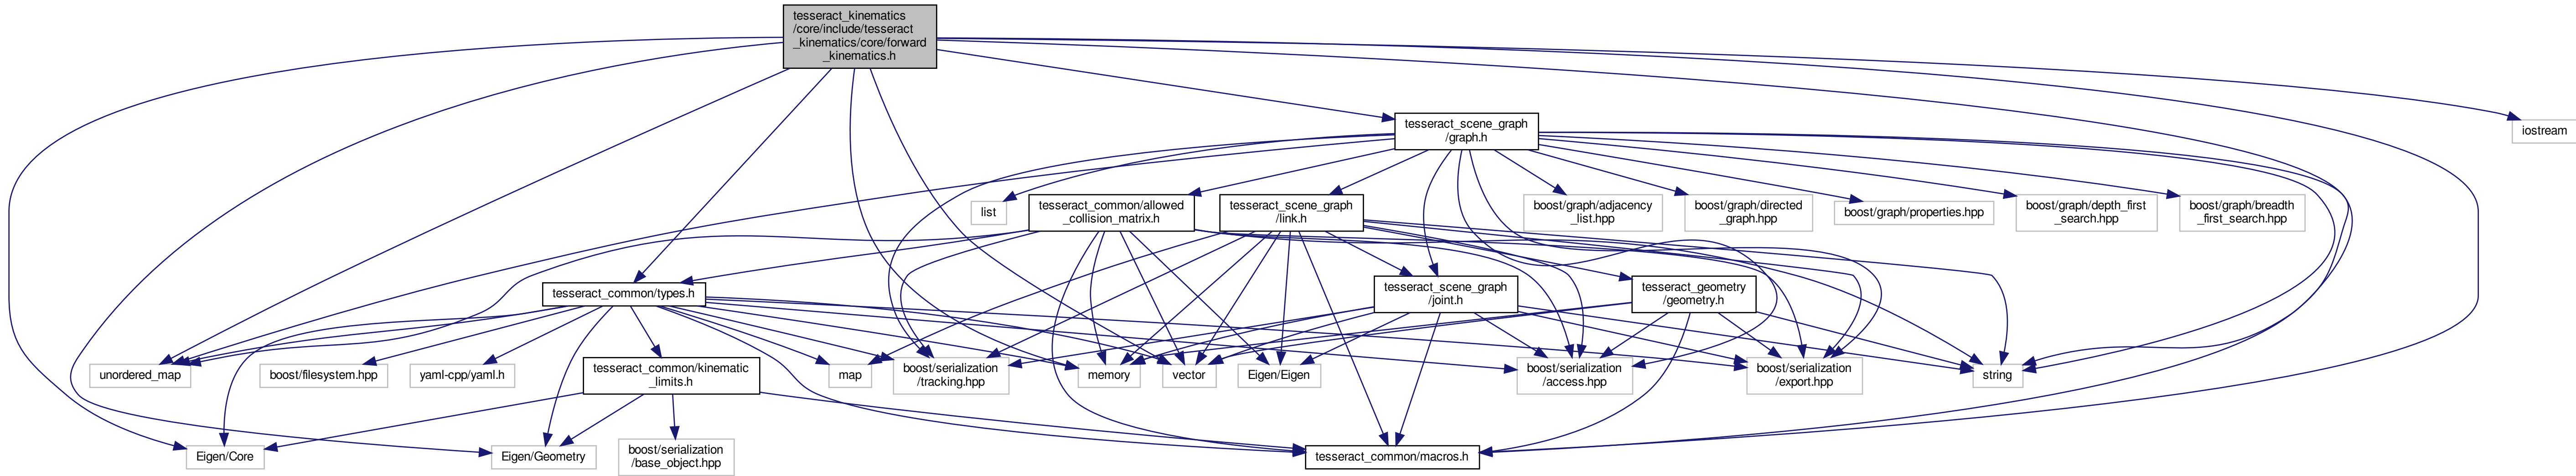 tesseract_kinematics
/core/include/tesseract
_kinematics/core/forward
_kinematics.h
tesseract_scene_graph
/graph.h
iostream
list
tesseract_common/allowed
_collision_matrix.h
tesseract_scene_graph
/link.h
boost/graph/adjacency
_list.hpp
boost/graph/directed
_graph.hpp
boost/graph/properties.hpp
boost/graph/depth_first
_search.hpp
boost/graph/breadth
_first_search.hpp
tesseract_common/types.h
tesseract_scene_graph
/joint.h
tesseract_geometry
/geometry.h
unordered_map
boost/filesystem.hpp
yaml-cpp/yaml.h
tesseract_common/kinematic
_limits.h
map
boost/serialization
/tracking.hpp
memory
vector
Eigen/Eigen
boost/serialization
/access.hpp
boost/serialization
/export.hpp
string
Eigen/Core
Eigen/Geometry
boost/serialization
/base_object.hpp
tesseract_common/macros.h